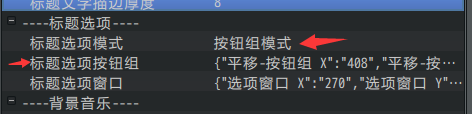 标题文字描边厚度 8
----标题选项----
标题选项模式 按钮组模式
标题选项按钮组 {"平移-按钮组 X":"408","平移-按…
标题选项窗口 {"选项窗口 X":"270","选项窗口 Y"…
----背景音乐----